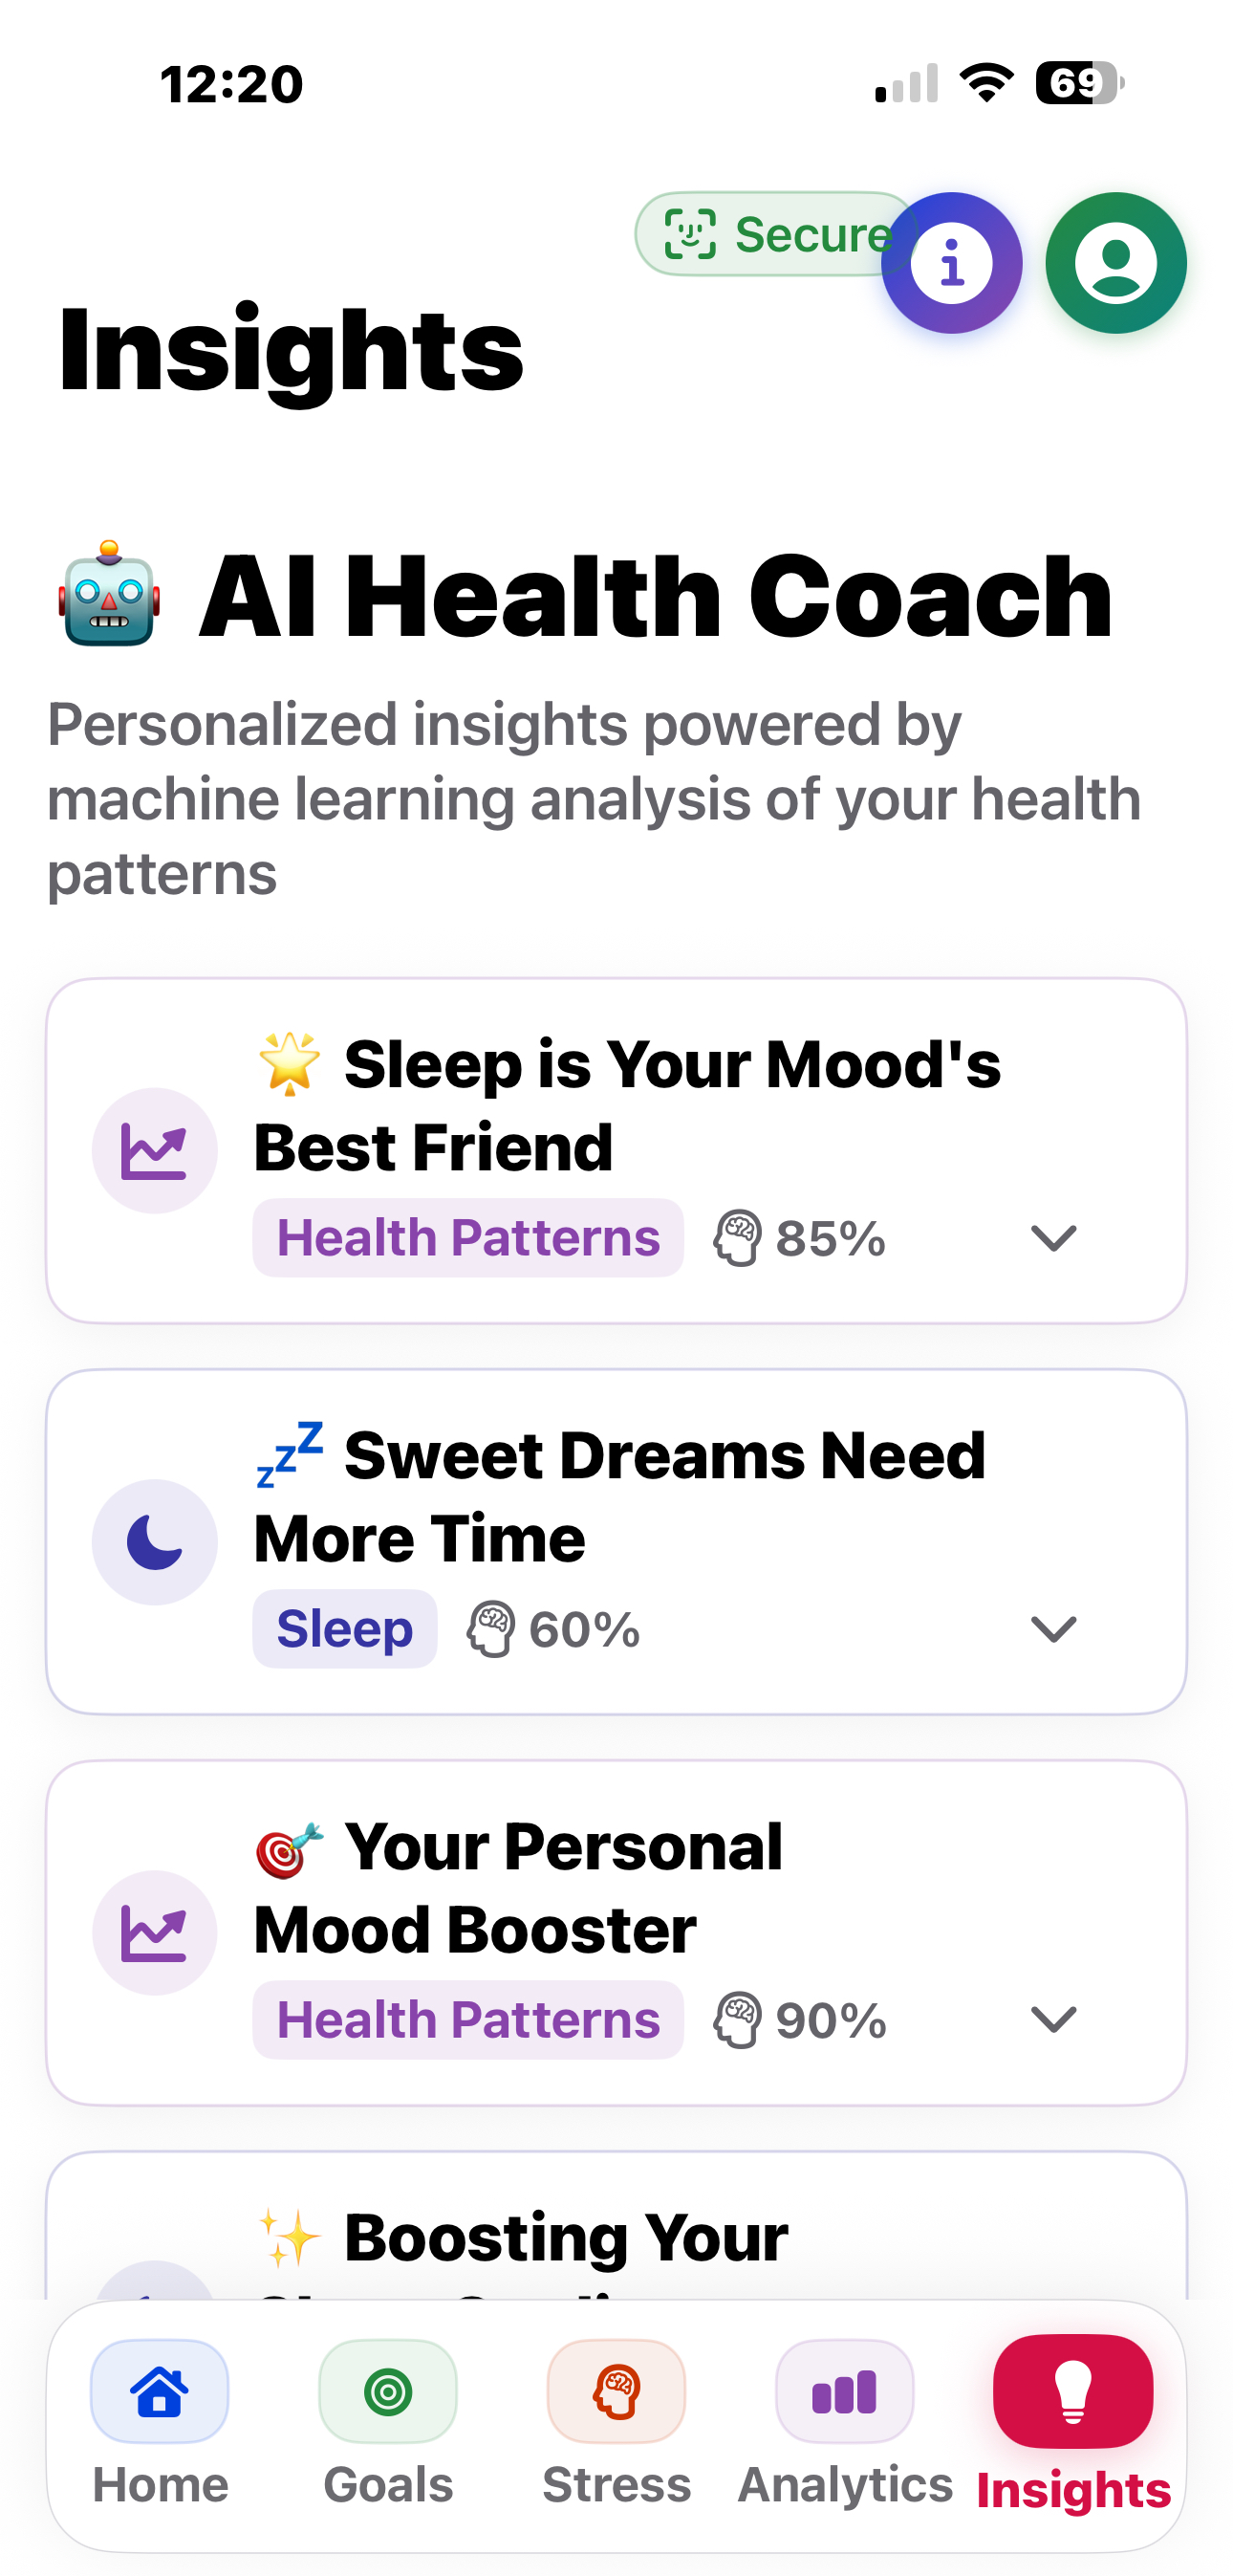 12:20
69
Secure
Insights
AI Health Coach
Personalized insights powered by
machine learning analysis of your health
patterns
Sleep is Your Mood's
Best Friend
Health Patterns 85%
Sweet Dreams Need
More Time
Sleep 60%
Your Personal
Mood Booster
Health Patterns 90%
Boosting Your
Home Goals Stress Analytics Insights